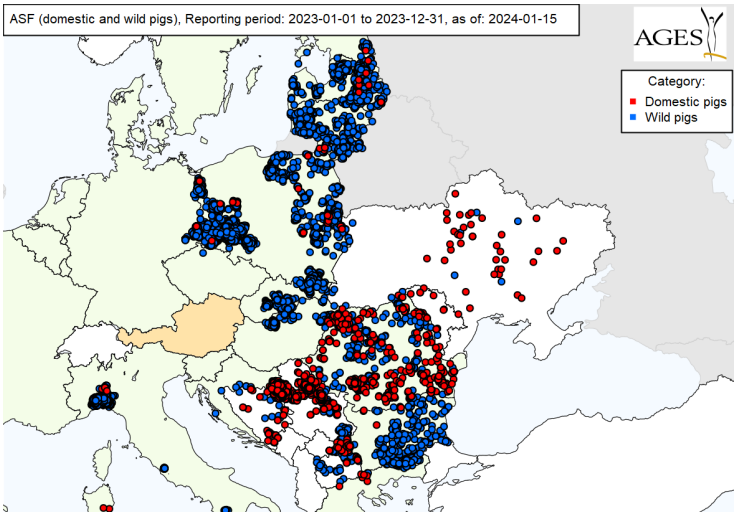 ASF (domestic and wild pigs), Reporting period: 2023-01-01 to 2023-12-31, as of: 2024-01-15
AGES
Category:
Domestic pigs
Wild pigs